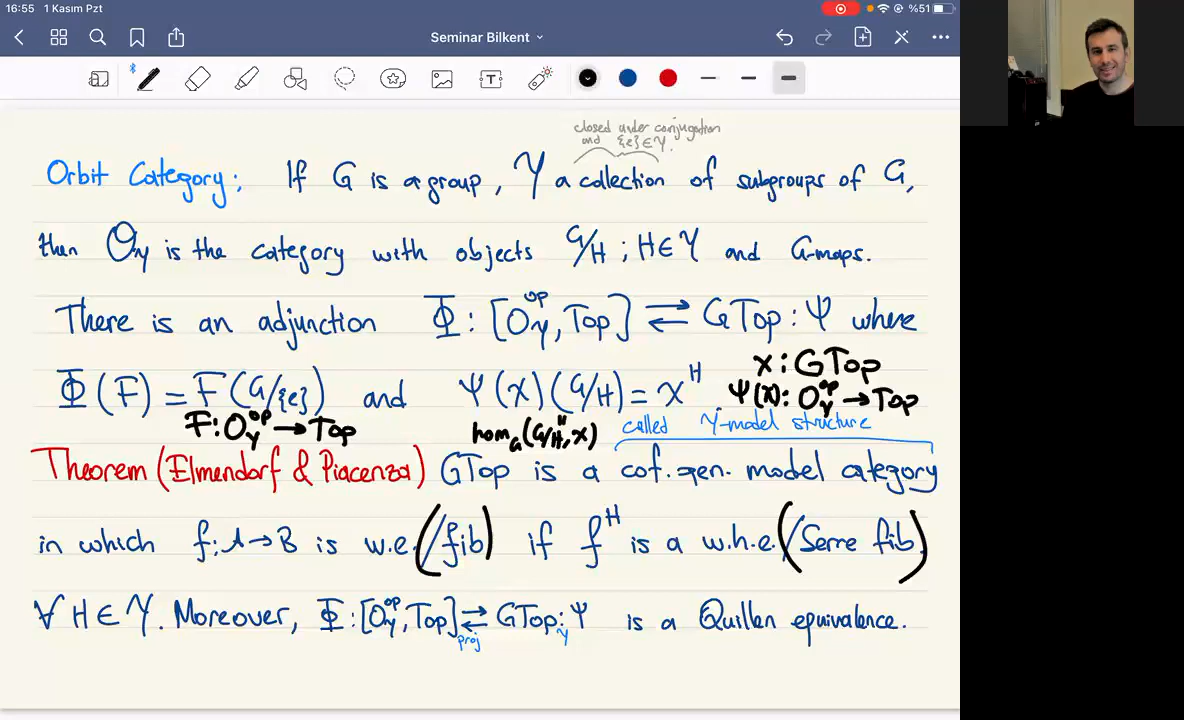 16:55 1 Kasım Pzt %51
Seminar Bilkent
closed under conjugation
and {e}∈Y.
Orbit Category: If G is a group, Y a collection of subgroups of G,
then O_Y is the category with objects G/H ; H∈Y and G-maps.
There is an adjunction Φ : [O_Y^op, Top] ⇄ GTop : Ψ where
X : GTop
Φ(F) = F(G/{e}) and Ψ(X)(G/H) = X^H Ψ(X) : O_Y^op → Top
F : O_Y^op → Top hom_G(G/H, X) called Y-model structure
Theorem (Elmendorf & Piacenza) GTop is a cof. gen. model category
in which f: A→B is w.e. (/fib) if f^H is a w.h.e. (/Serre fib)
∀ H∈Y. Moreover, Φ : [O_Y^op, Top]_proj ⇄ GTop_Y : Ψ is a Quillen equivalence.